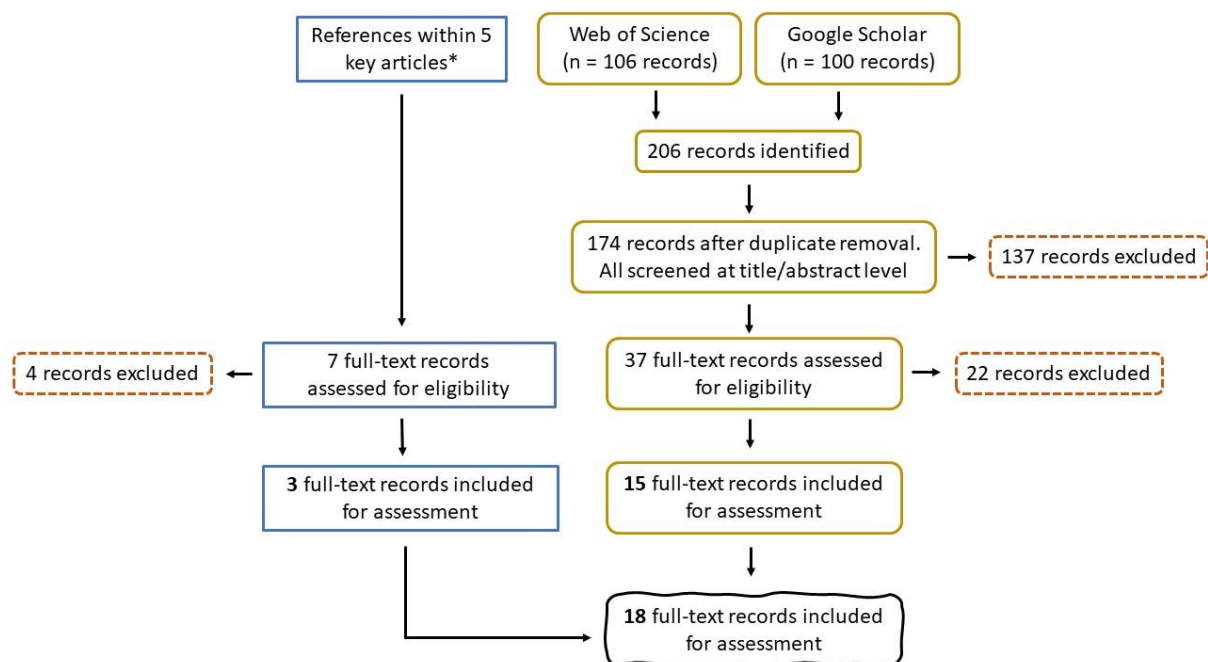 References within 5
key articles*
Web of Science
(n = 106 records)
Google Scholar
(n = 100 records)
206 records identified
174 records after duplicate removal.
All screened at title/abstract level
137 records excluded
4 records excluded
7 full-text records
assessed for eligibility
37 full-text records assessed
for eligibility
22 records excluded
3 full-text records included
for assessment
15 full-text records included
for assessment
18 full-text records included
for assessment